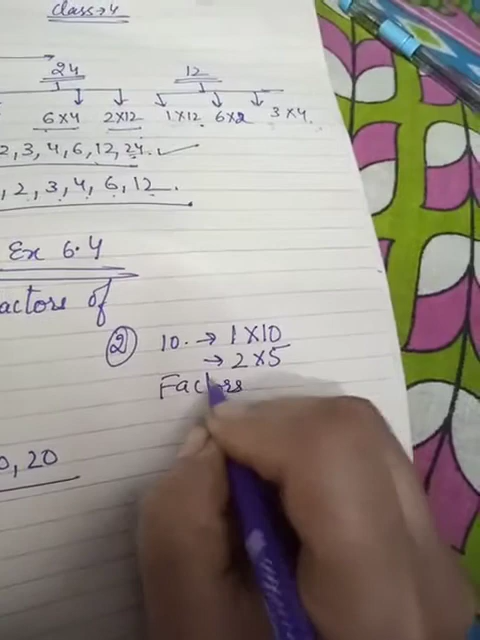 Class → 4
24 12
6×4 2×12 1×12 6×2 3×4
2, 3, 4, 6, 12, 24.
, 2, 3, 4, 6, 12.
Ex 6.4
actors of
② 10. → 1×10
→ 2×5
Factors
0, 20